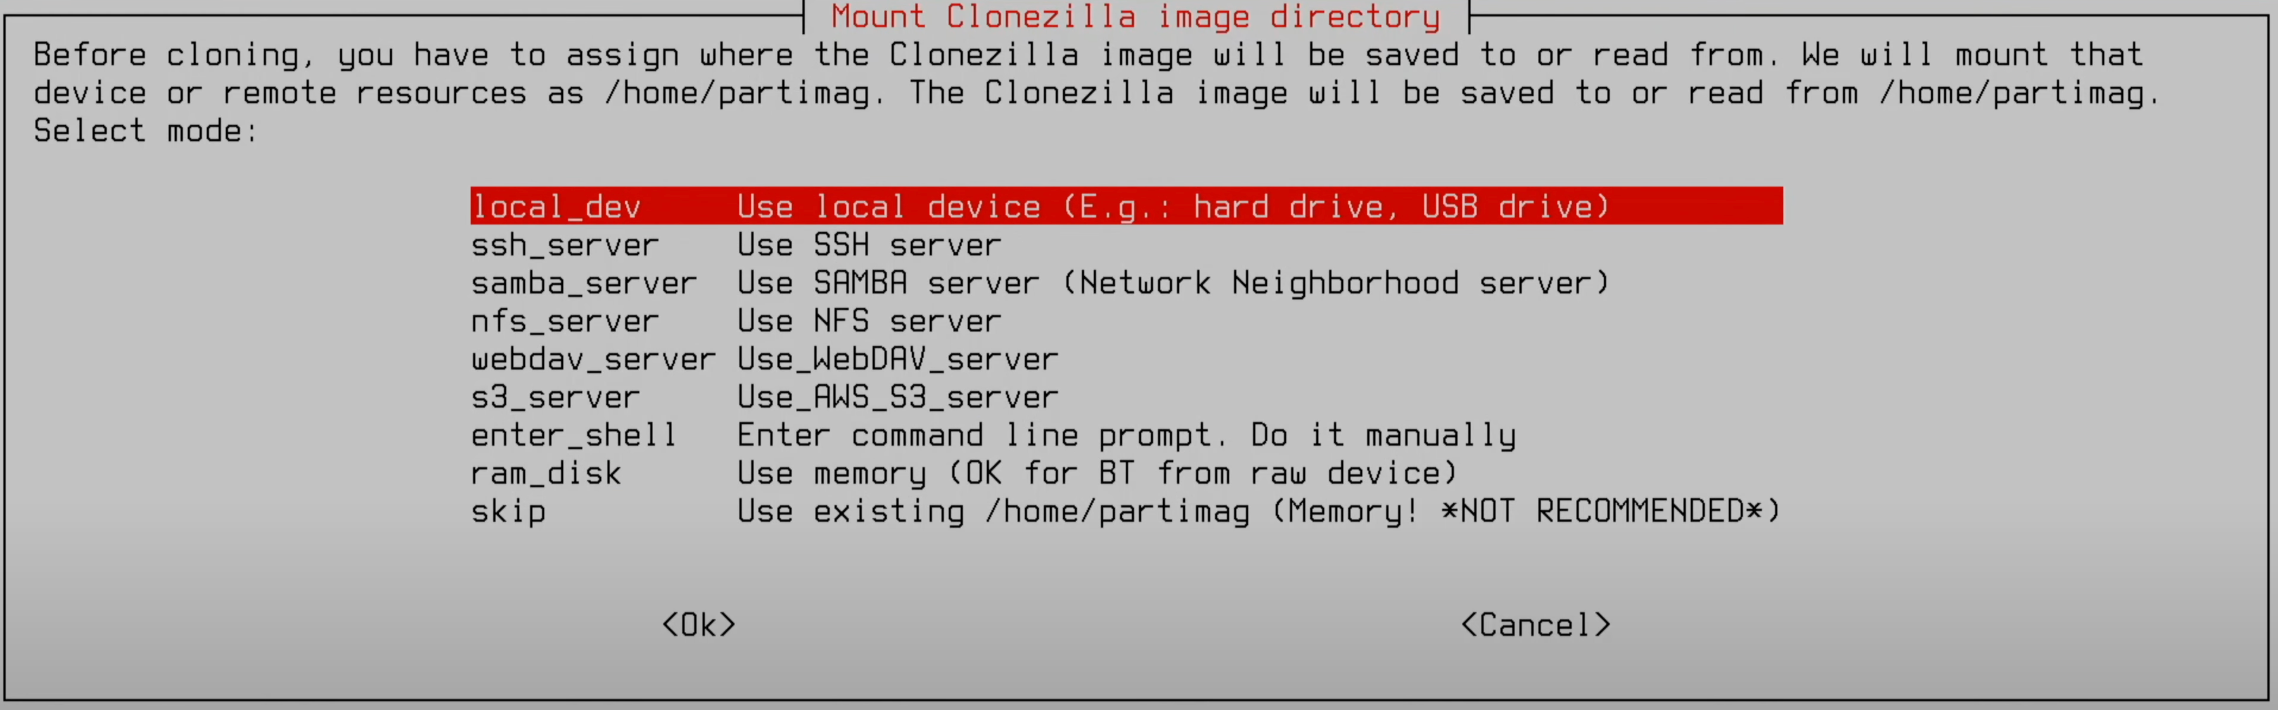 Mount Clonezilla image directory
Before cloning, you have to assign where the Clonezilla image will be saved to or read from. We will mount that
device or remote resources as /home/partimag. The Clonezilla image will be saved to or read from /home/partimag.
Select mode:
local_dev Use local device (E.g.: hard drive, USB drive)
ssh_server Use SSH server
samba_server Use SAMBA server (Network Neighborhood server)
nfs_server Use NFS server
webdav_server Use_WebDAV_server
s3_server Use_AWS_S3_server
enter_shell Enter command line prompt. Do it manually
ram_disk Use memory (OK for BT from raw device)
skip Use existing /home/partimag (Memory! *NOT RECOMMENDED*)
<Ok> <Cancel>